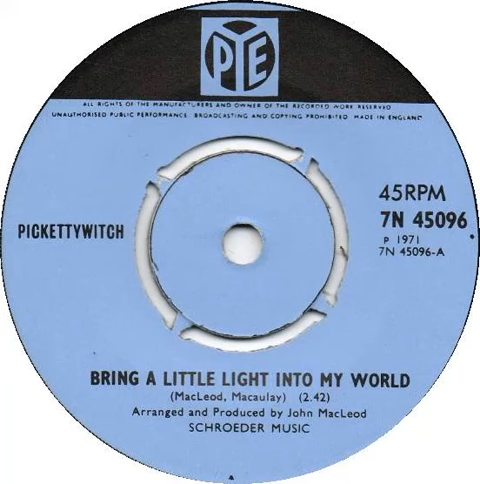 PYE
ALL RIGHTS OF THE MANUFACTURERS AND OWNER OF THE RECORDED WORK RESERVED
UNAUTHORISED PUBLIC PERFORMANCE. BROADCASTING AND COPYING PROHIBITED. MADE IN ENGLAND
45RPM
7N 45096
P 1971
7N 45096-A
PICKETTYWITCH
BRING A LITTLE LIGHT INTO MY WORLD
(MacLeod, Macaulay) (2.42)
Arranged and Produced by John MacLeod
SCHROEDER MUSIC